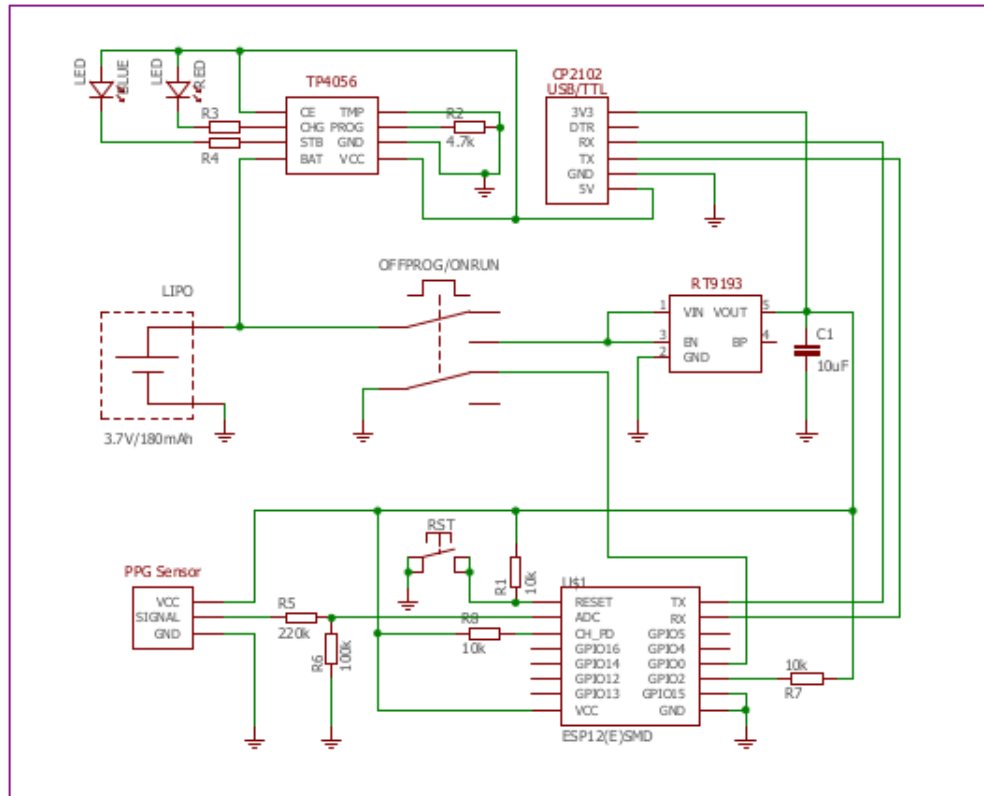 LED
BLUE
LED
RED
TP4056
R3
R4
CE
CHG
STB
BAT
TMP
PROG
GND
VCC
R2
4.7k
CP2102
USB/TTL
3V3
DTR
RX
TX
GND
5V
LIPO
3.7V/180mAh
OFFPROG/ONRUN
RT9193
1
3
2
VIN
EN
GND
VOUT
BP
5
4
C1
10uF
PPG Sensor
VCC
SIGNAL
GND
R5
220k
R6
100k
RST
R1
10k
R8
10k
U$1
RESET
ADC
CH_PD
GPIO16
GPIO14
GPIO12
GPIO13
VCC
TX
RX
GPIO5
GPIO4
GPIO0
GPIO2
GPIO15
GND
ESP12(E)SMD
10k
R7